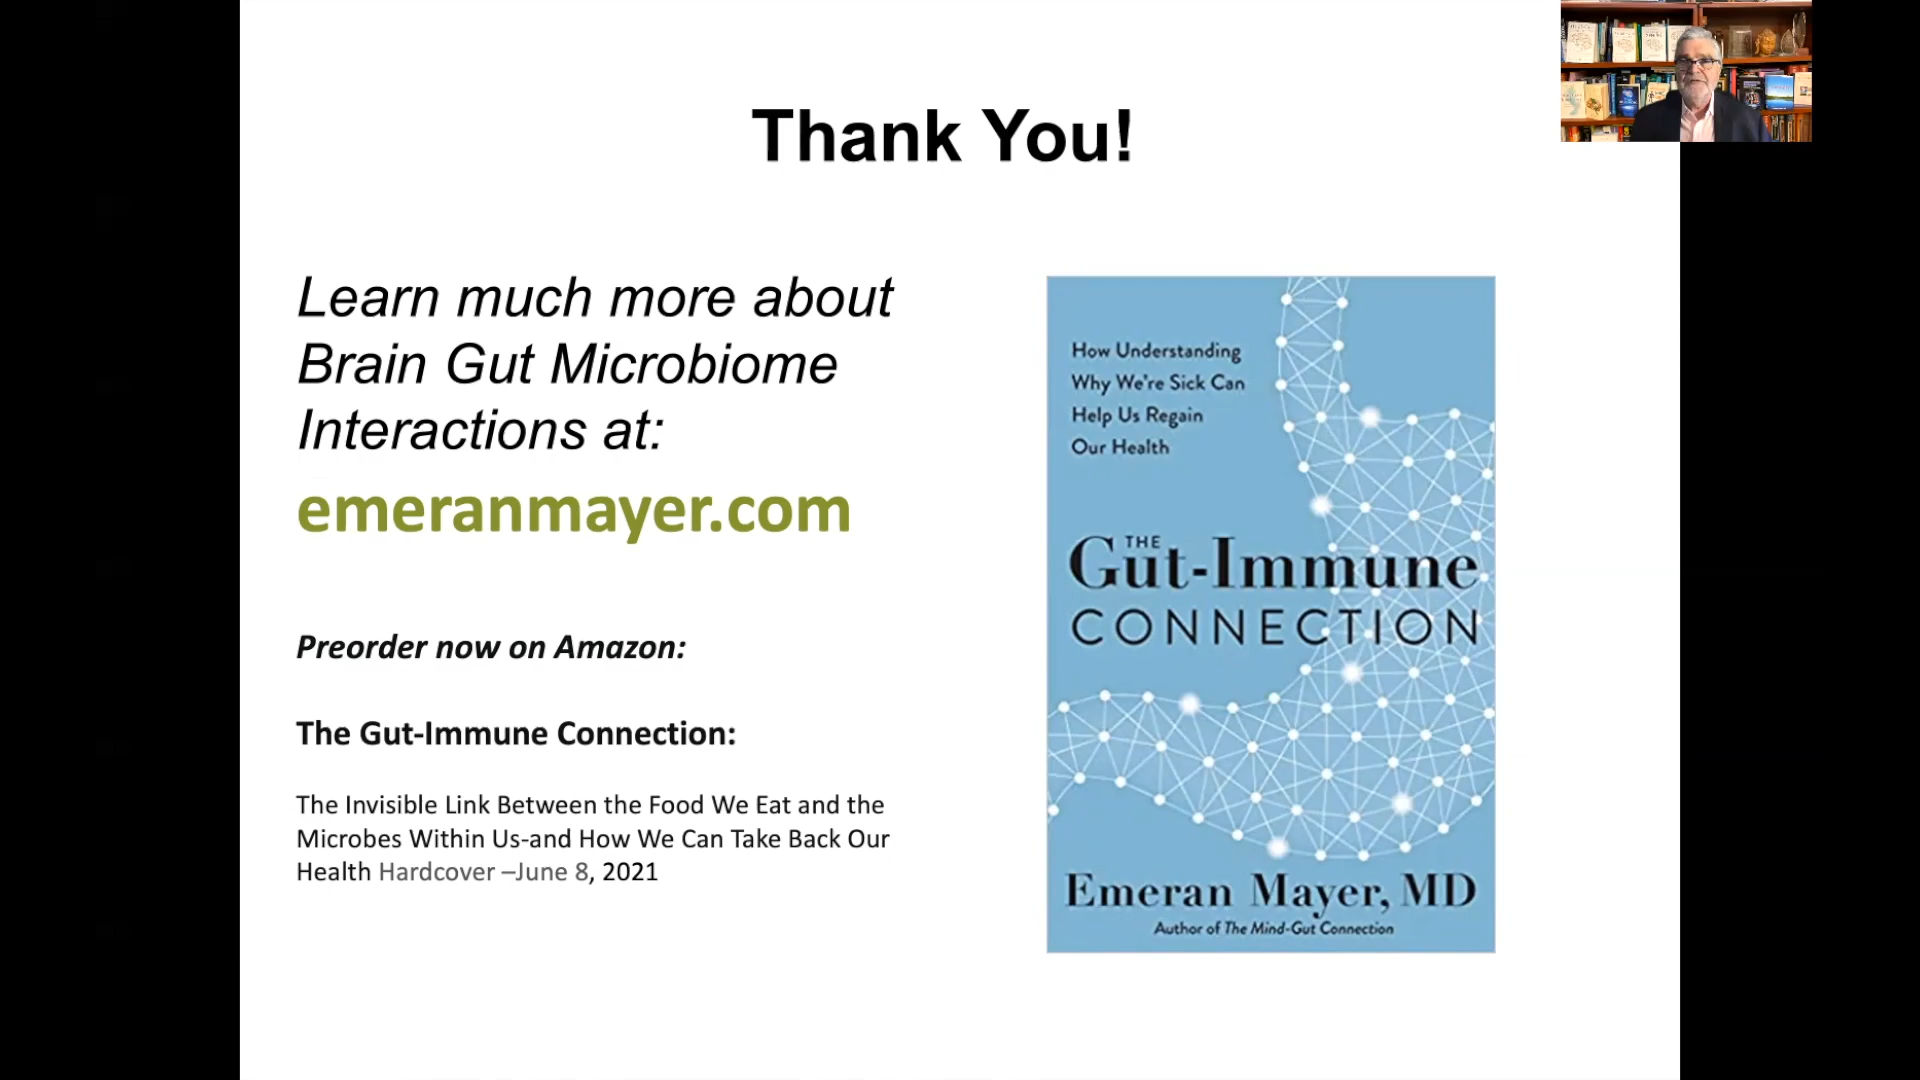 Thank You!
Learn much more about
Brain Gut Microbiome
Interactions at:
emeranmayer.com
Preorder now on Amazon:
The Gut-Immune Connection:
The Invisible Link Between the Food We Eat and the
Microbes Within Us-and How We Can Take Back Our
Health Hardcover –June 8, 2021
How Understanding
Why We're Sick Can
Help Us Regain
Our Health
THE
Gut-Immune
CONNECTION
Emeran Mayer, MD
Author of The Mind-Gut Connection